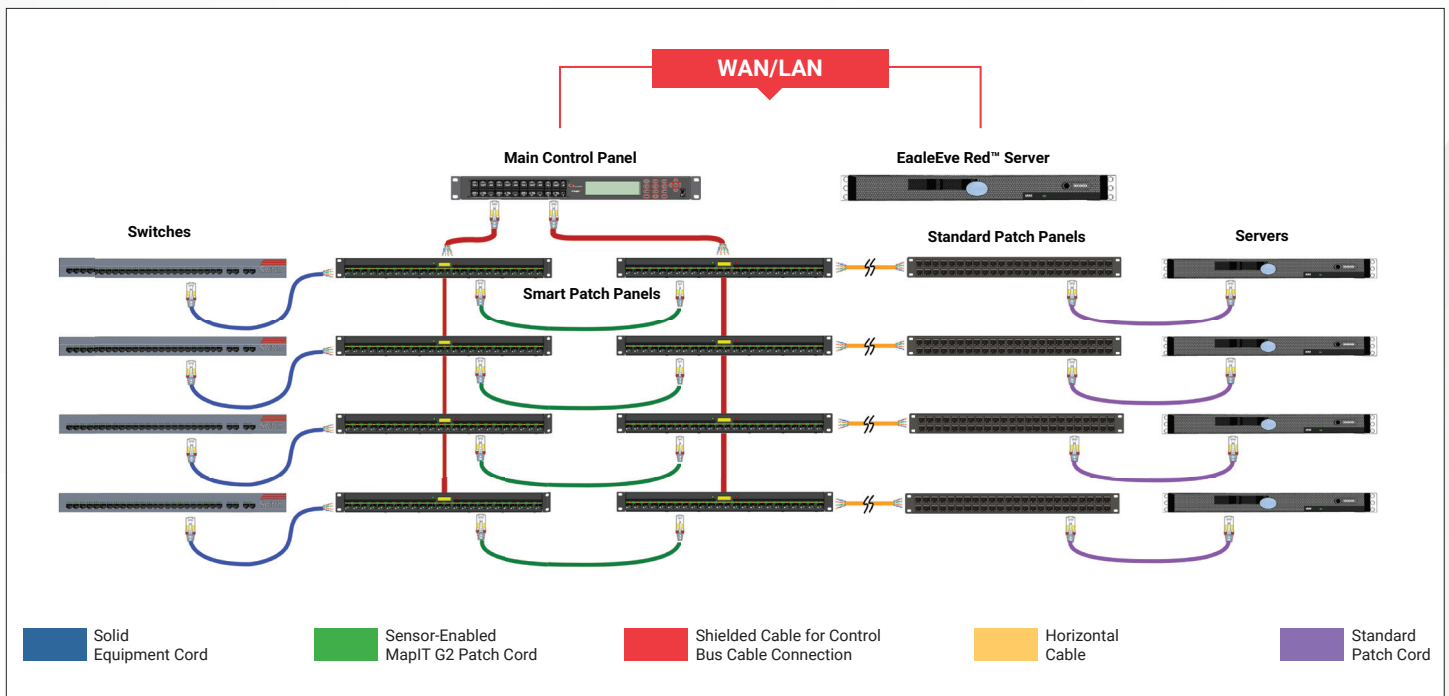 WAN/LAN
Main Control Panel
EagleEye Red™ Server
Switches
Standard Patch Panels
Servers
Smart Patch Panels
Solid
Equipment Cord
Sensor-Enabled
MapIT G2 Patch Cord
Shielded Cable for Control
Bus Cable Connection
Horizontal
Cable
Standard
Patch Cord